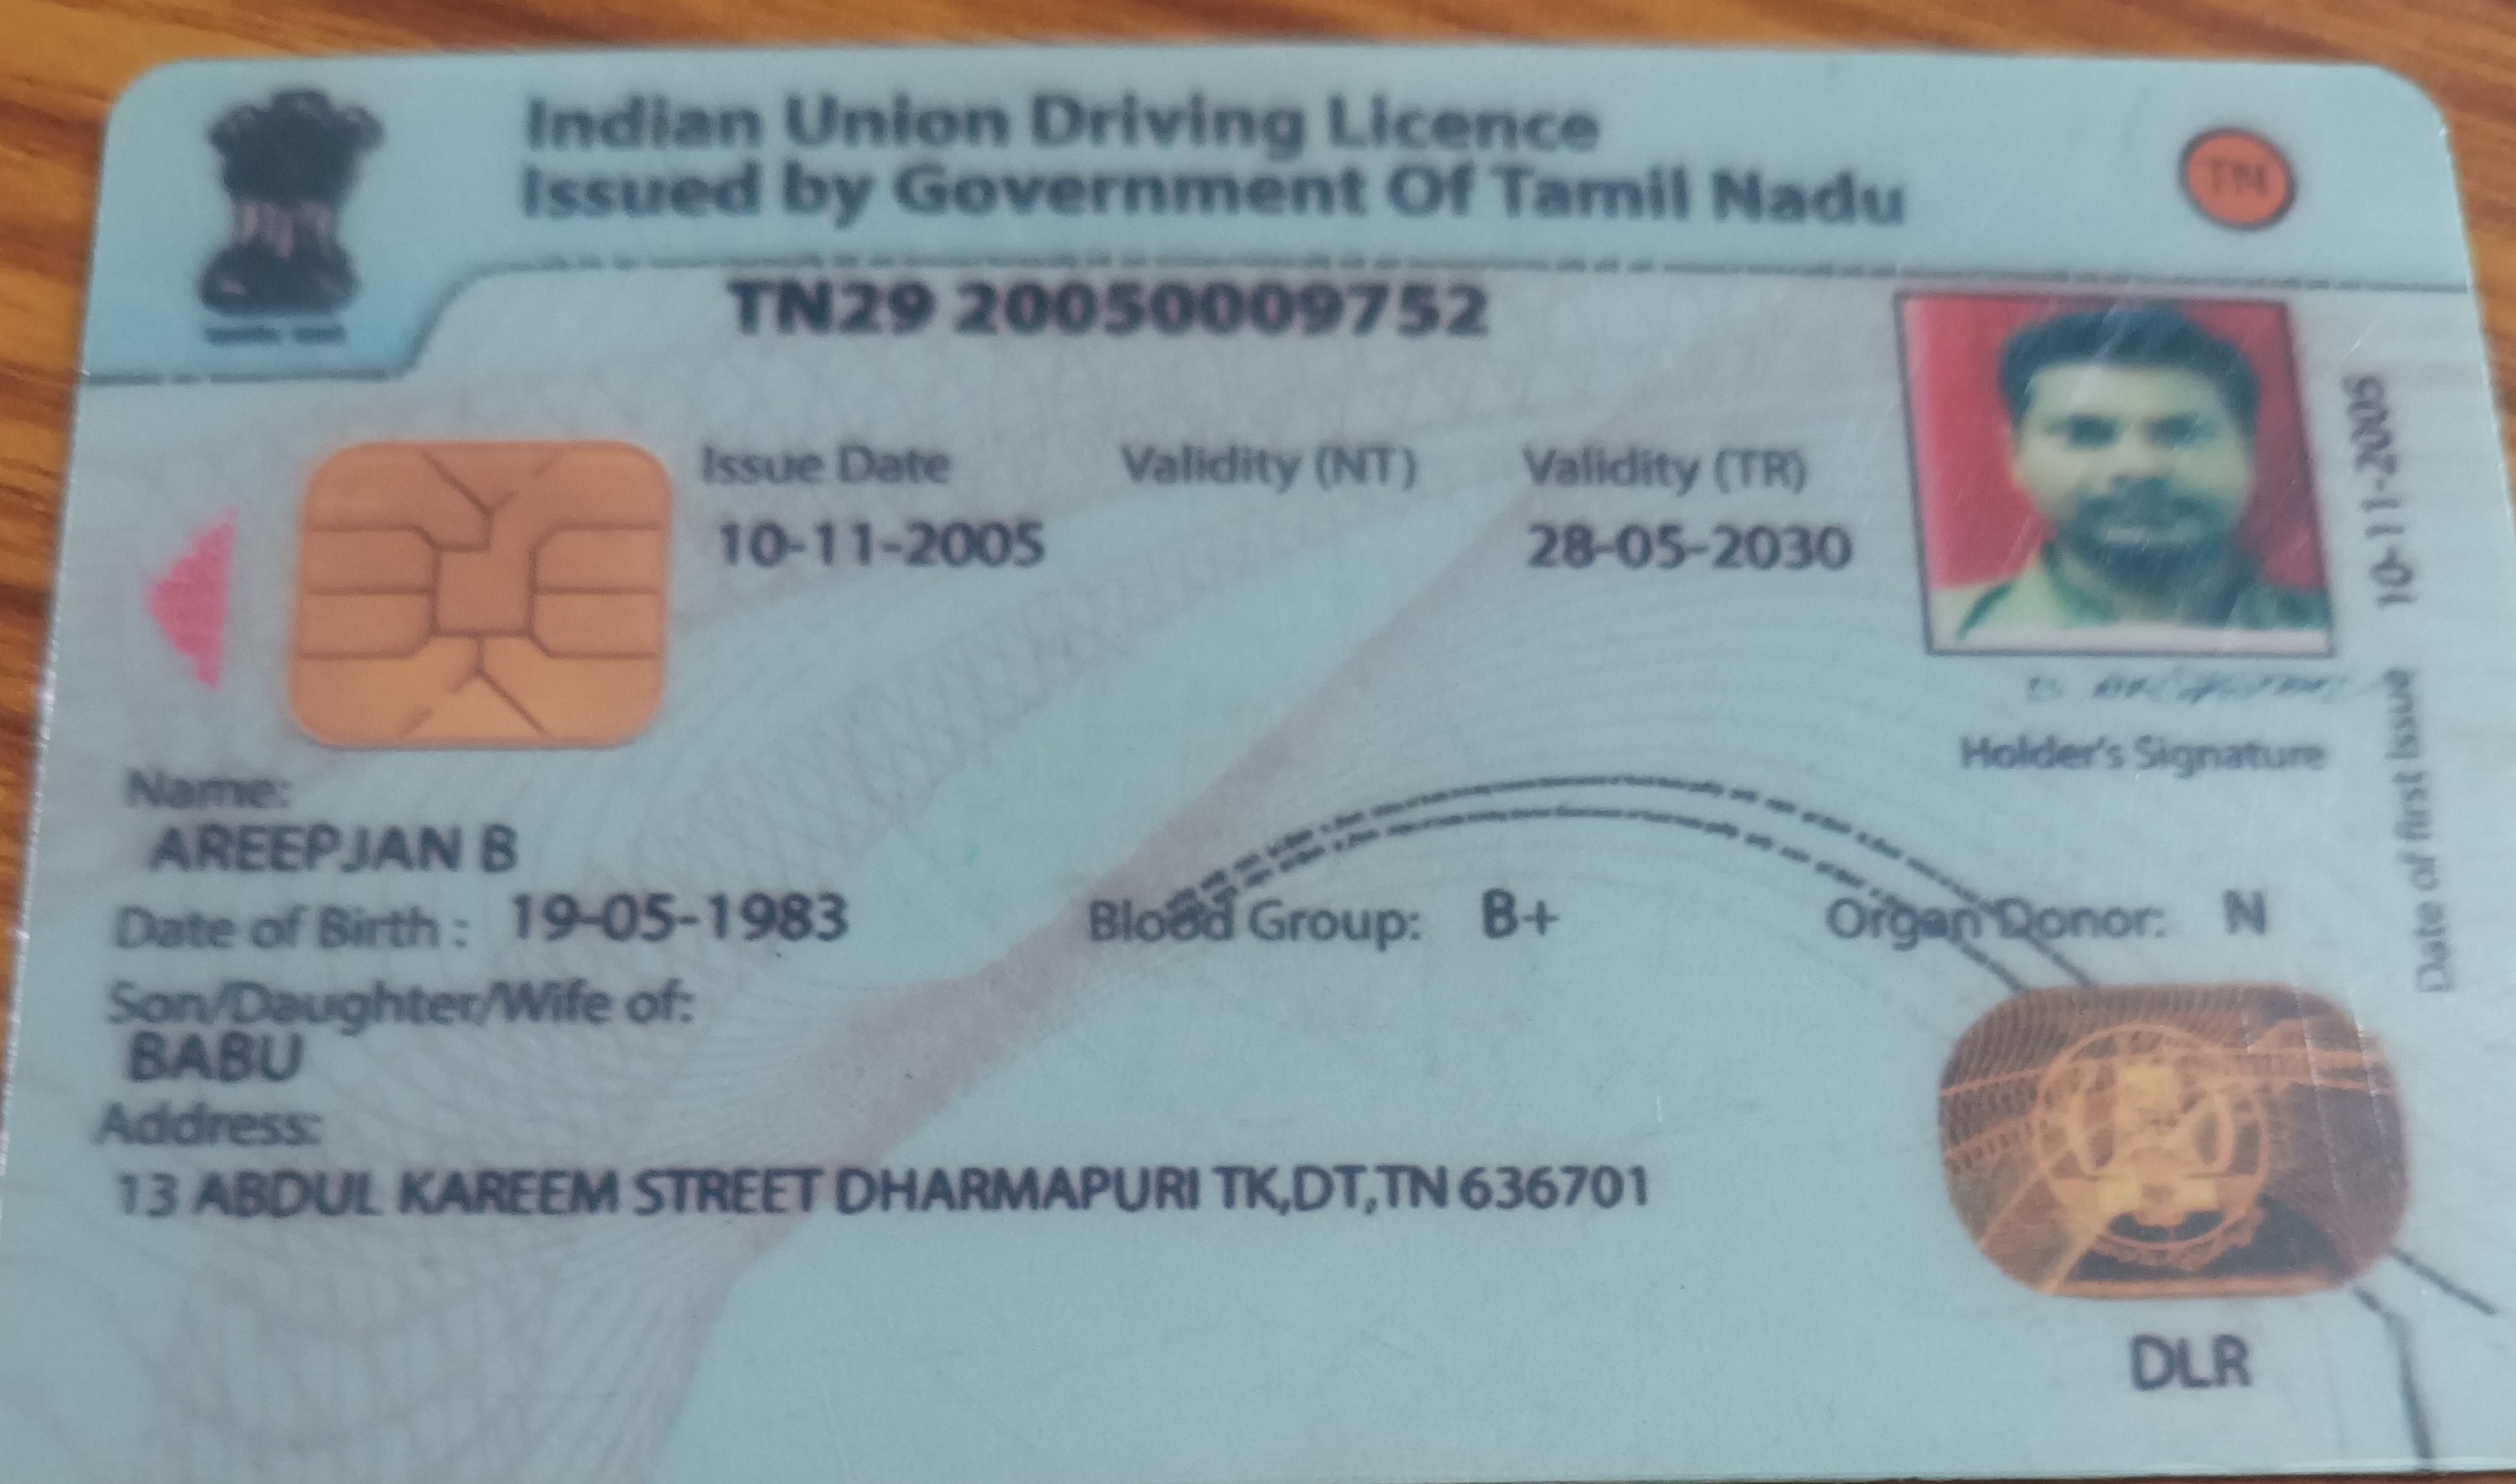 Indian Union Driving Licence
Issued by Government Of Tamil Nadu
TN
TN29 20050009752
Issue Date Validity (NT) Validity (TR)
10-11-2005 28-05-2030
Holder's Signature
Date of first Issue 10-11-2005
Name:
AREEPJAN B
Date of Birth : 19-05-1983 Blood Group: B+ Organ Donor: N
Son/Daughter/Wife of:
BABU
Address:
13 ABDUL KAREEM STREET DHARMAPURI TK,DT,TN 636701
DLR